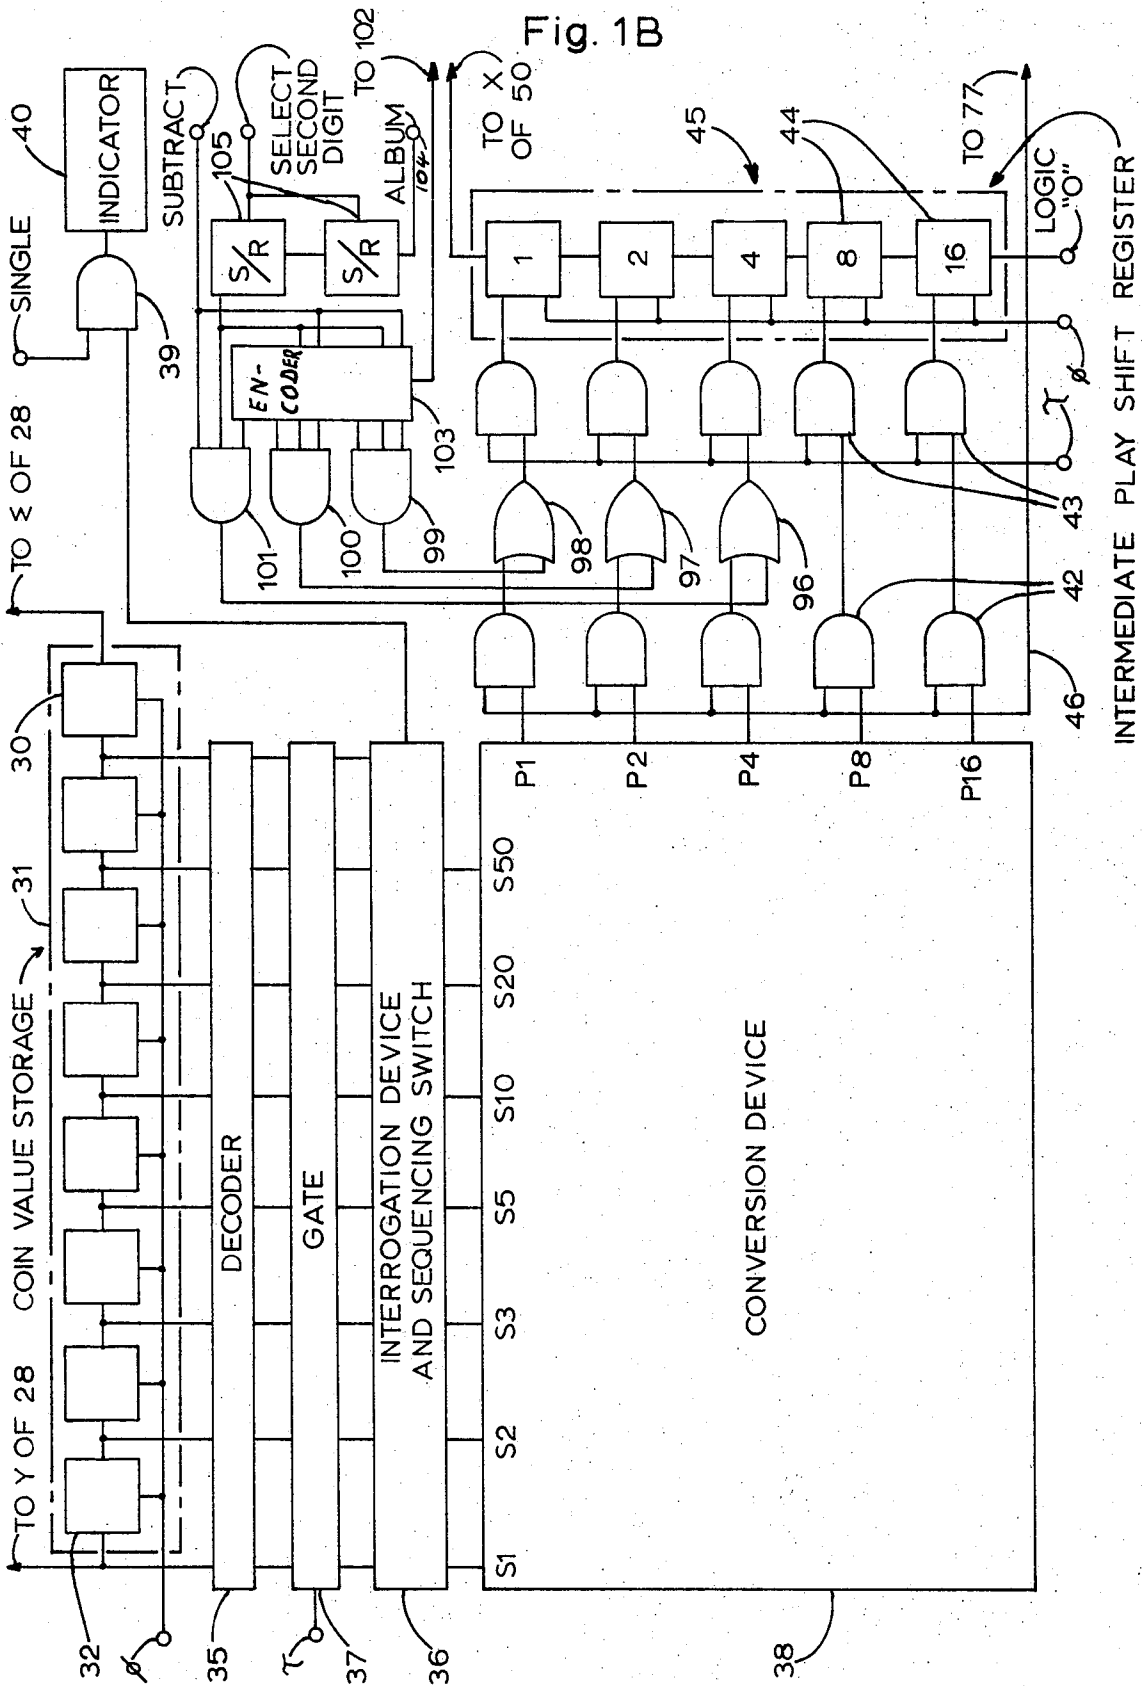 Fig. 1B
TO Y OF 28
COIN VALUE STORAGE
31
30
TO Σ OF 28
SINGLE
40
INDICATOR
39
32
ø
SUBTRACT
105
SELECT
SECOND
DIGIT
S/R
S/R
ALBUM
104
TO 102
EN-
CODER
103
101
100
99
35
DECODER
τ
37
GATE
36
INTERROGATION DEVICE
AND SEQUENCING SWITCH
S1
S2
S3
S5
S10
S20
S50
38
CONVERSION DEVICE
P1
P2
P4
P8
P16
98
97
96
42
43
46
TO X
OF 50
45
44
1
2
4
8
16
TO 77
LOGIC
"O"
ø
τ
INTERMEDIATE PLAY SHIFT REGISTER